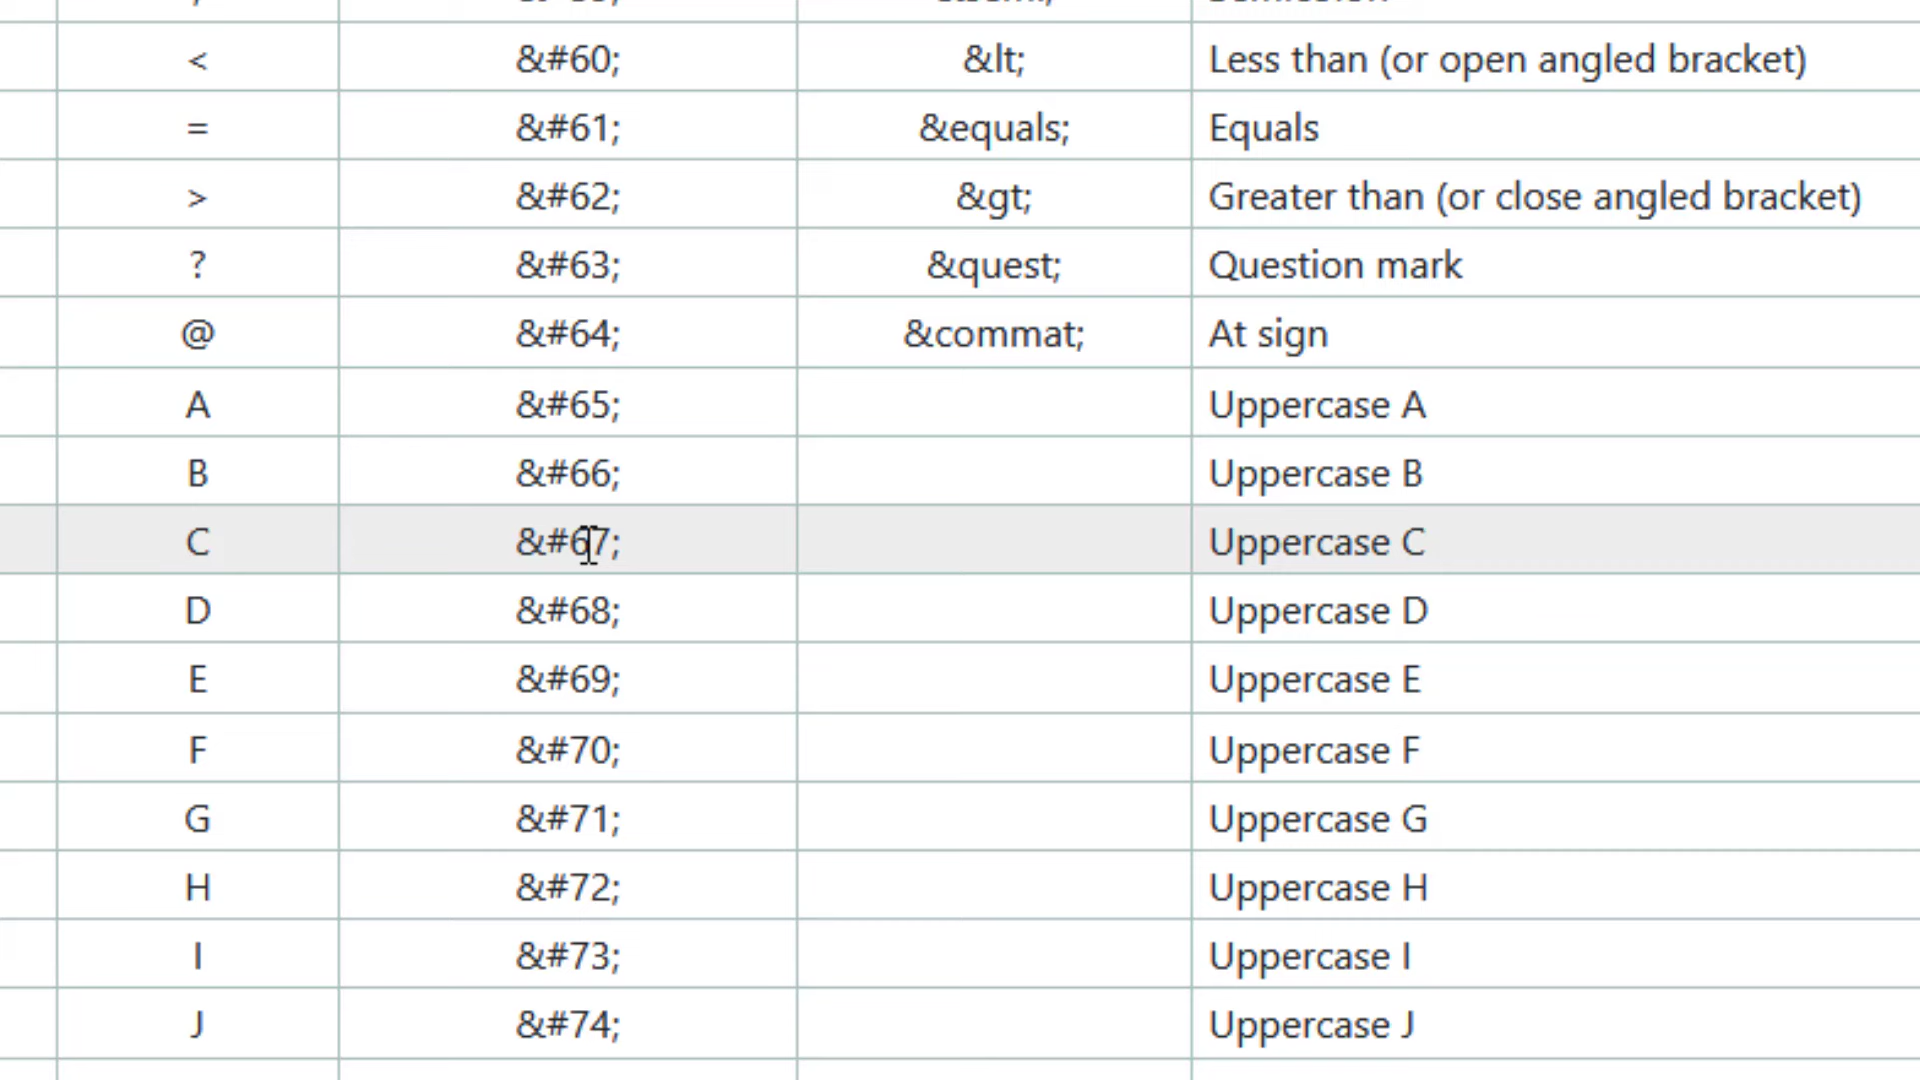 < &#60; &lt; Less than (or open angled bracket)
= &#61; &equals; Equals
> &#62; &gt; Greater than (or close angled bracket)
? &#63; &quest; Question mark
@ &#64; &commat; At sign
A &#65; Uppercase A
B &#66; Uppercase B
C &#67; Uppercase C
D &#68; Uppercase D
E &#69; Uppercase E
F &#70; Uppercase F
G &#71; Uppercase G
H &#72; Uppercase H
I &#73; Uppercase I
J &#74; Uppercase J